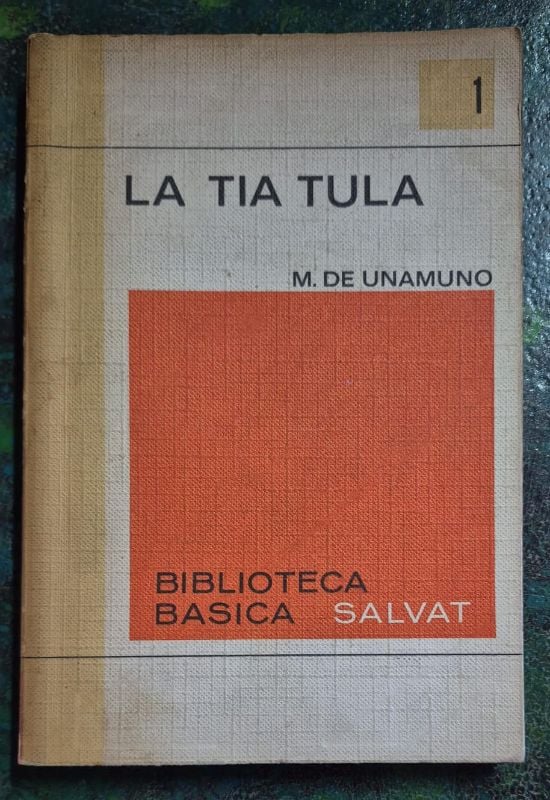 1
LA TIA TULA
M. DE UNAMUNO
BIBLIOTECA
BASICA SALVAT